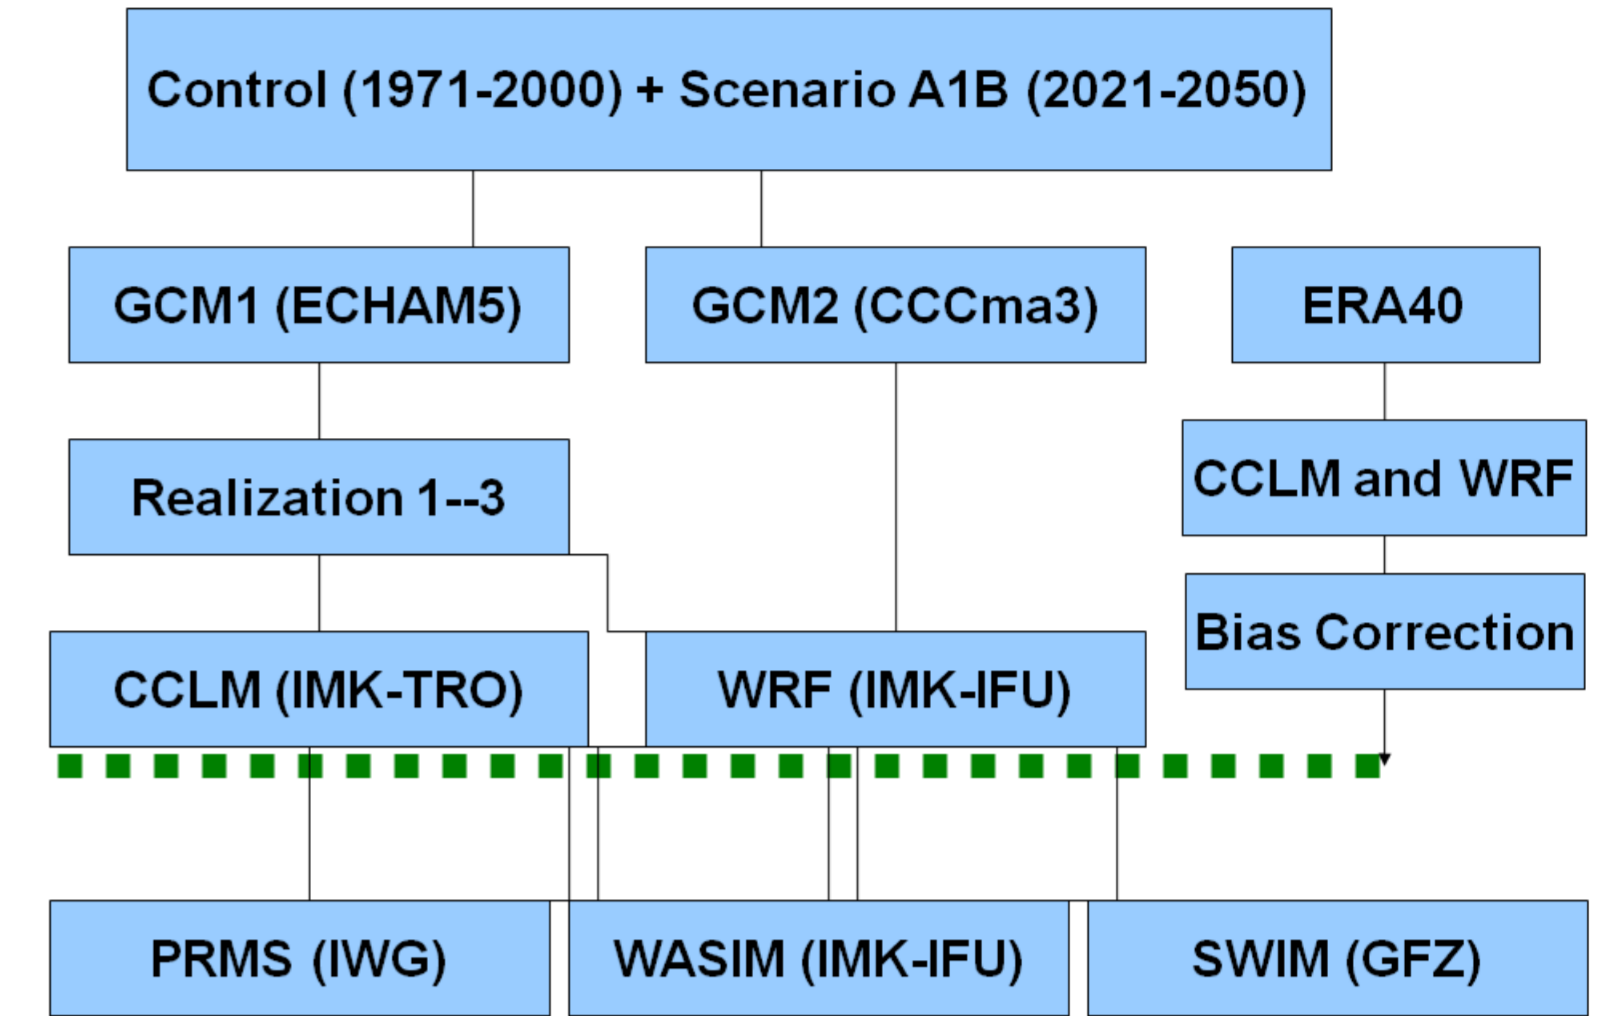 Control (1971-2000) + Scenario A1B (2021-2050)
GCM1 (ECHAM5)
GCM2 (CCCma3)
ERA40
Realization 1--3
CCLM and WRF
Bias Correction
CCLM (IMK-TRO)
WRF (IMK-IFU)
PRMS (IWG)
WASIM (IMK-IFU)
SWIM (GFZ)